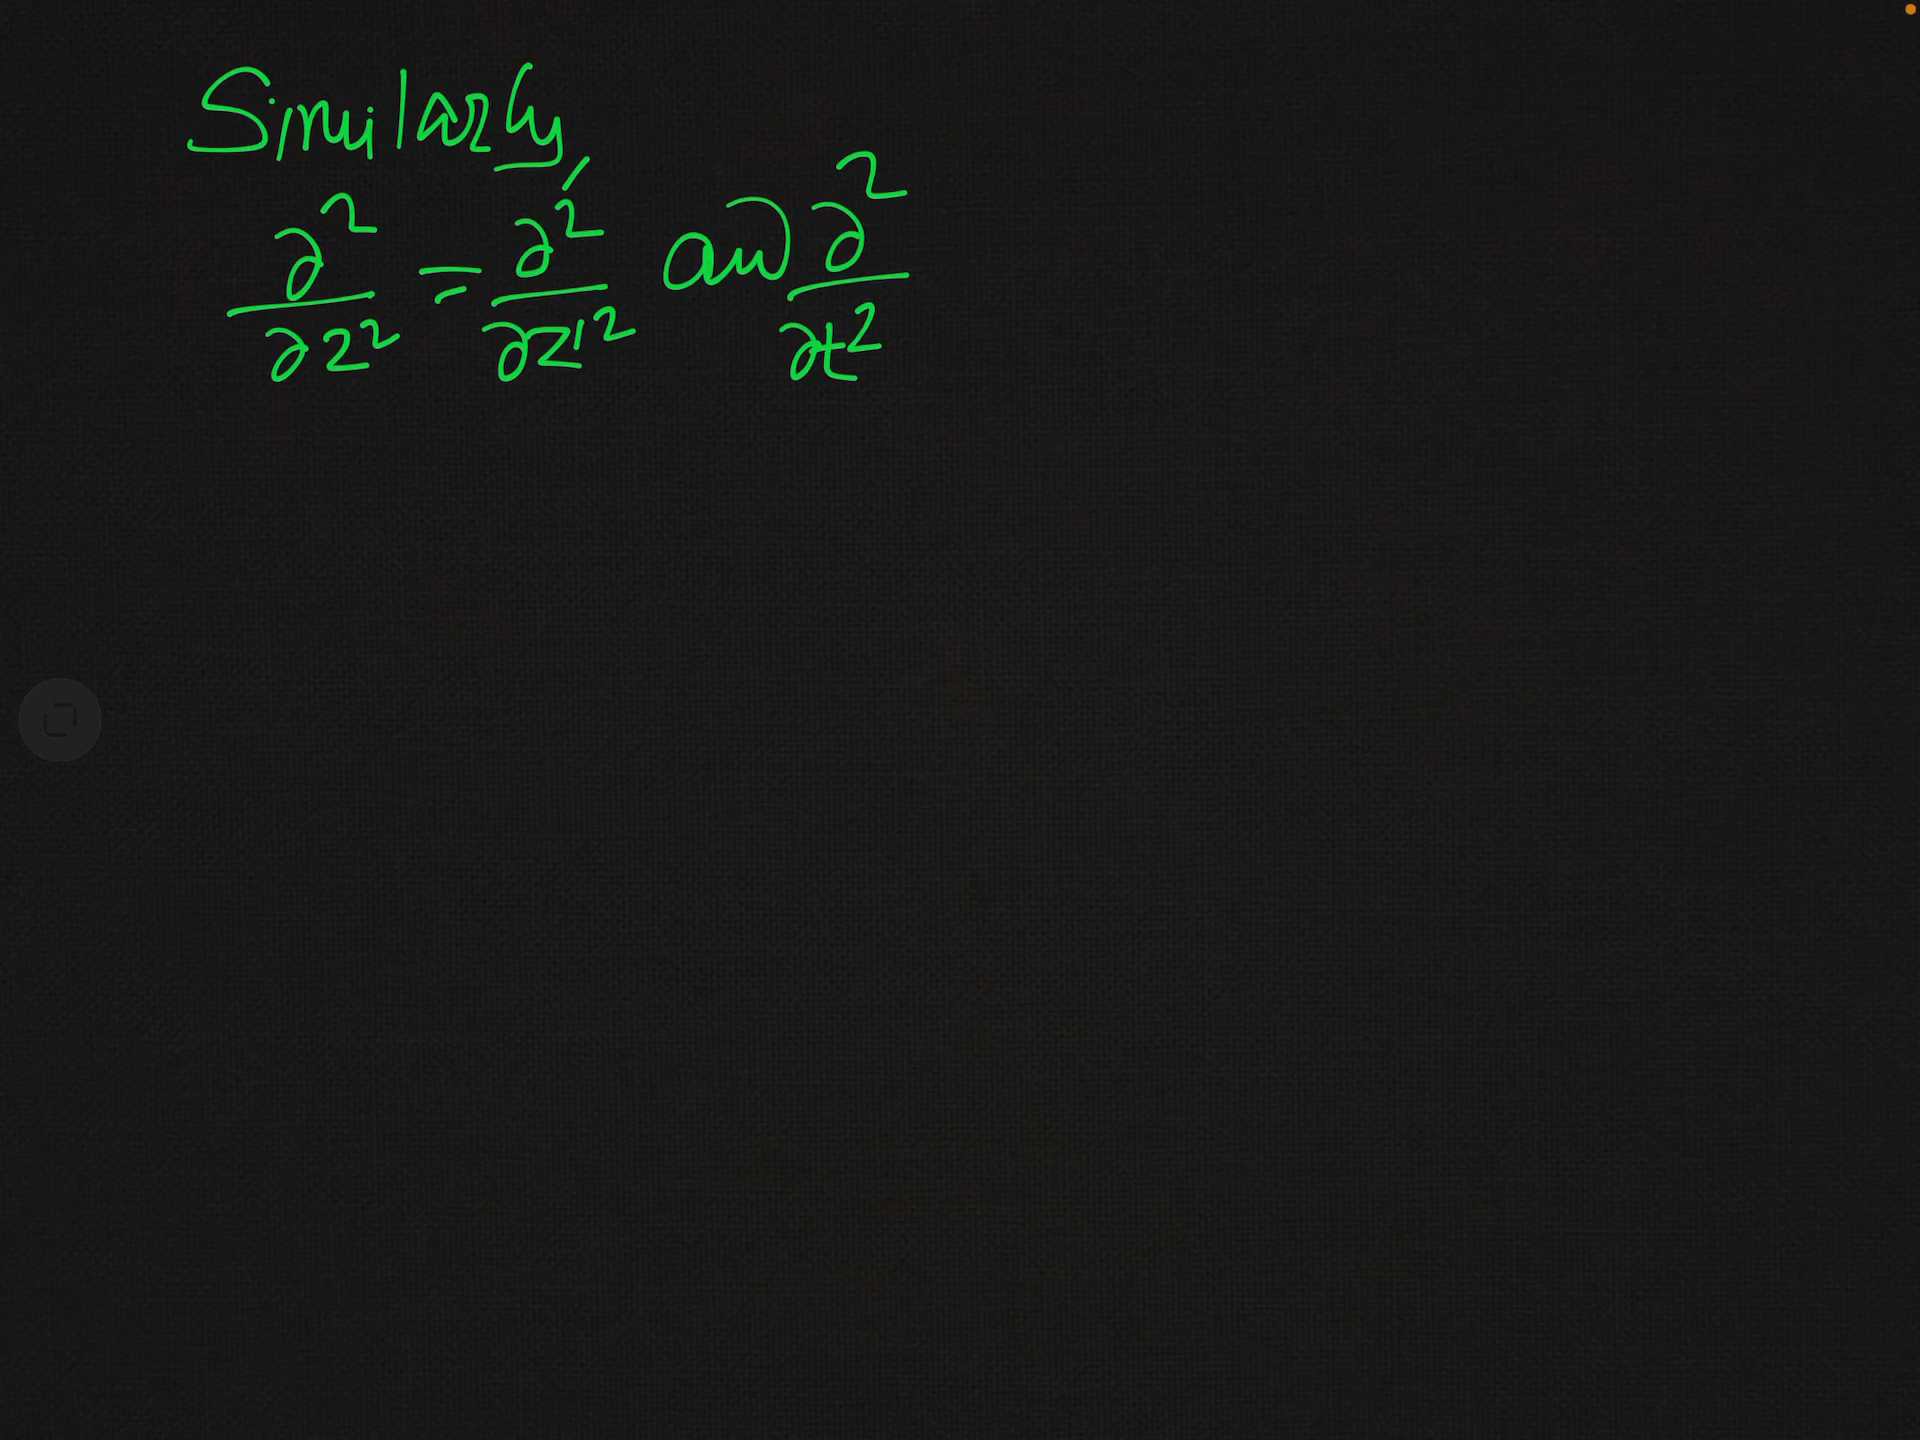 Similarly,
∂²/∂z² = ∂²/∂z'² and ∂²/∂t²